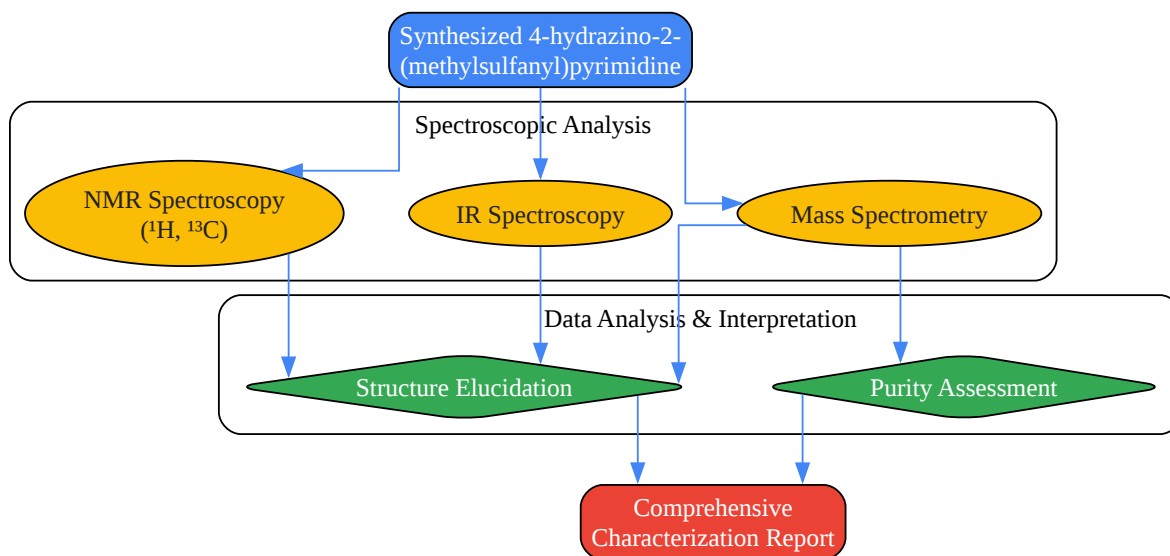 Synthesized 4-hydrazino-2-
(methylsulfanyl)pyrimidine
Spectroscopic Analysis
NMR Spectroscopy
(¹H, ¹³C)
IR Spectroscopy
Mass Spectrometry
Data Analysis & Interpretation
Structure Elucidation
Purity Assessment
Comprehensive
Characterization Report